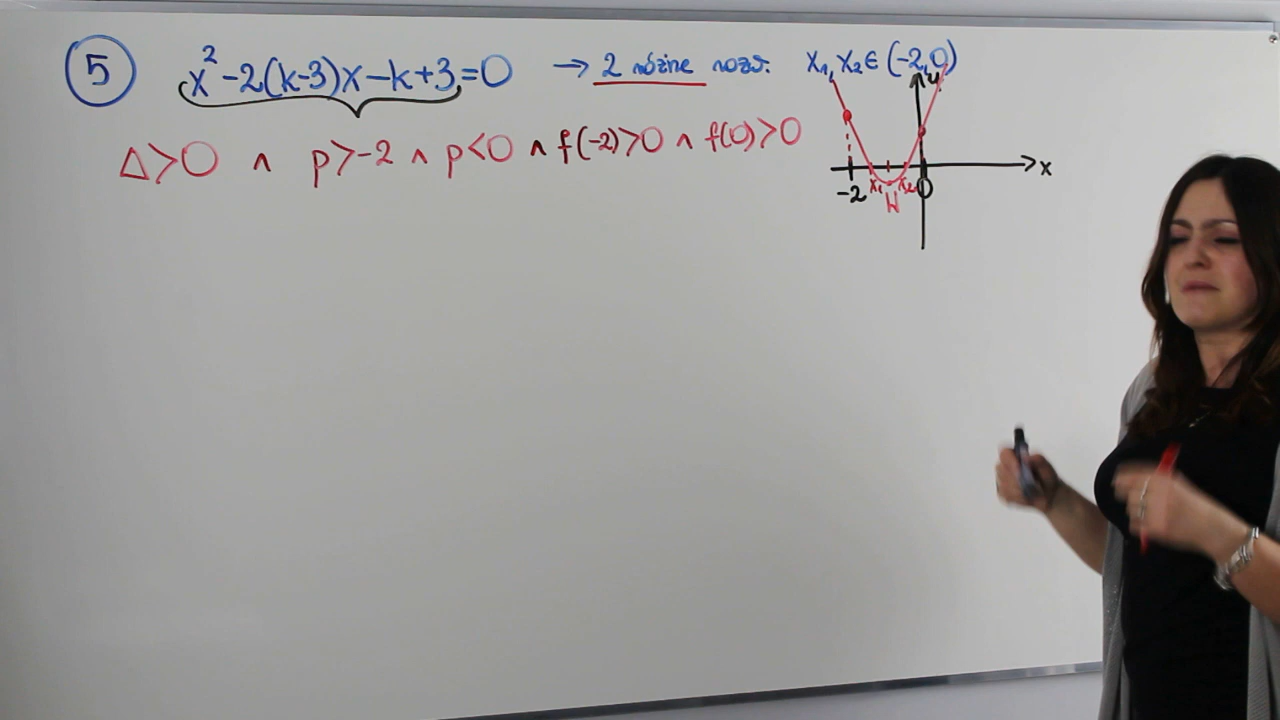 5 x²-2(k-3)x-k+3=0 → 2 różne rozw. x₁,x₂∈(-2,0)
Δ>0 ∧ p>-2 ∧ p<0 ∧ f(-2)>0 ∧ f(0)>0
y
x
-2 x₁ x₂ 0
W